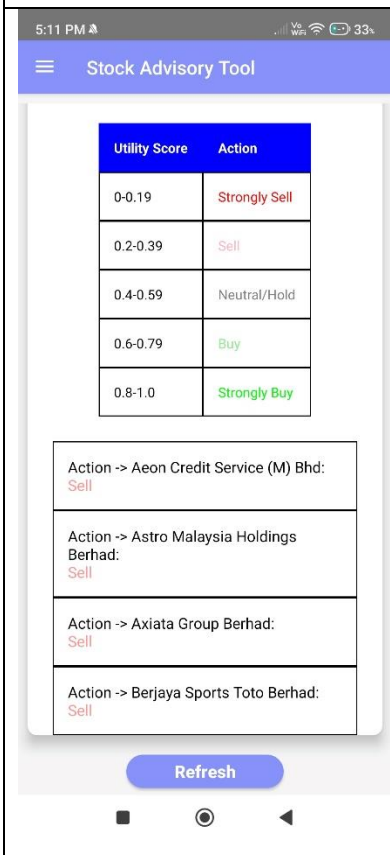 5:11 PM
Vo
WiFi
33%
Stock Advisory Tool
Utility Score Action
0-0.19 Strongly Sell
0.2-0.39 Sell
0.4-0.59 Neutral/Hold
0.6-0.79 Buy
0.8-1.0 Strongly Buy
Action -> Aeon Credit Service (M) Bhd:
Sell
Action -> Astro Malaysia Holdings
Berhad:
Sell
Action -> Axiata Group Berhad:
Sell
Action -> Berjaya Sports Toto Berhad:
Sell
Refresh